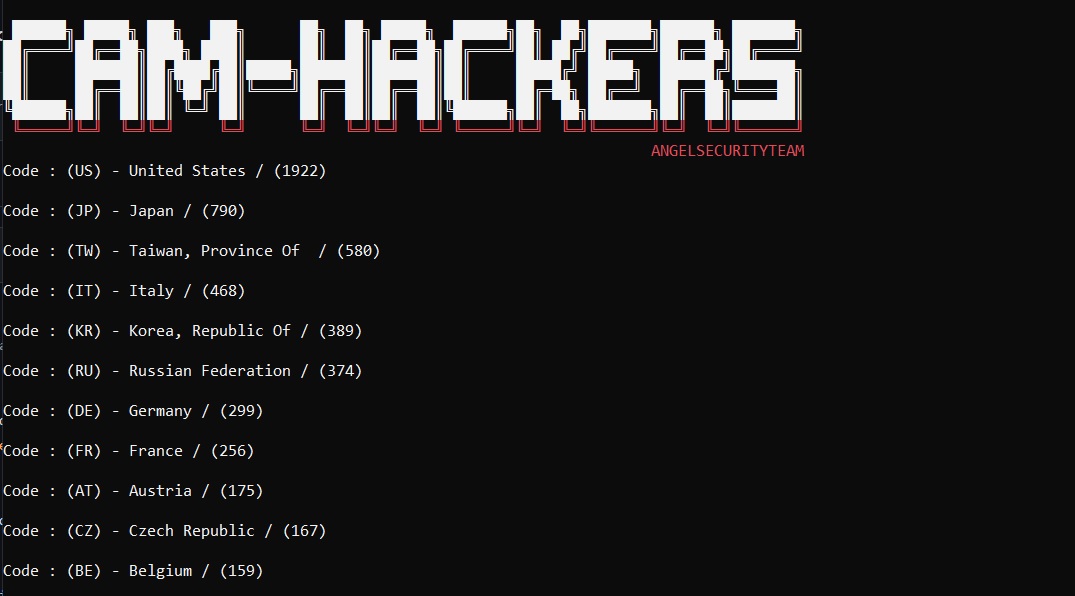 CAM-HACKERS
ANGELSECURITYTEAM
Code : (US) - United States / (1922)
Code : (JP) - Japan / (790)
Code : (TW) - Taiwan, Province Of  / (580)
Code : (IT) - Italy / (468)
Code : (KR) - Korea, Republic Of / (389)
Code : (RU) - Russian Federation / (374)
Code : (DE) - Germany / (299)
Code : (FR) - France / (256)
Code : (AT) - Austria / (175)
Code : (CZ) - Czech Republic / (167)
Code : (BE) - Belgium / (159)